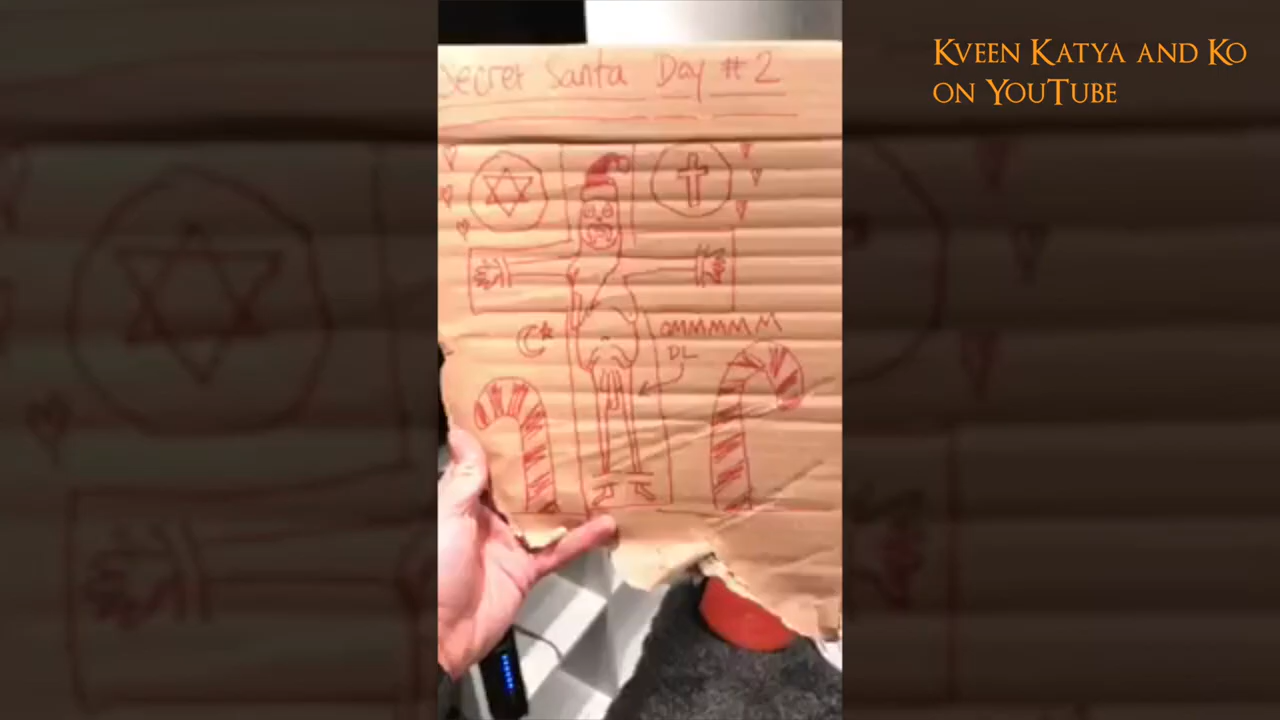 Secret Santa Day #2
KVEEN KATYA AND KO
ON YOUTUBE
OMMMMM
DL